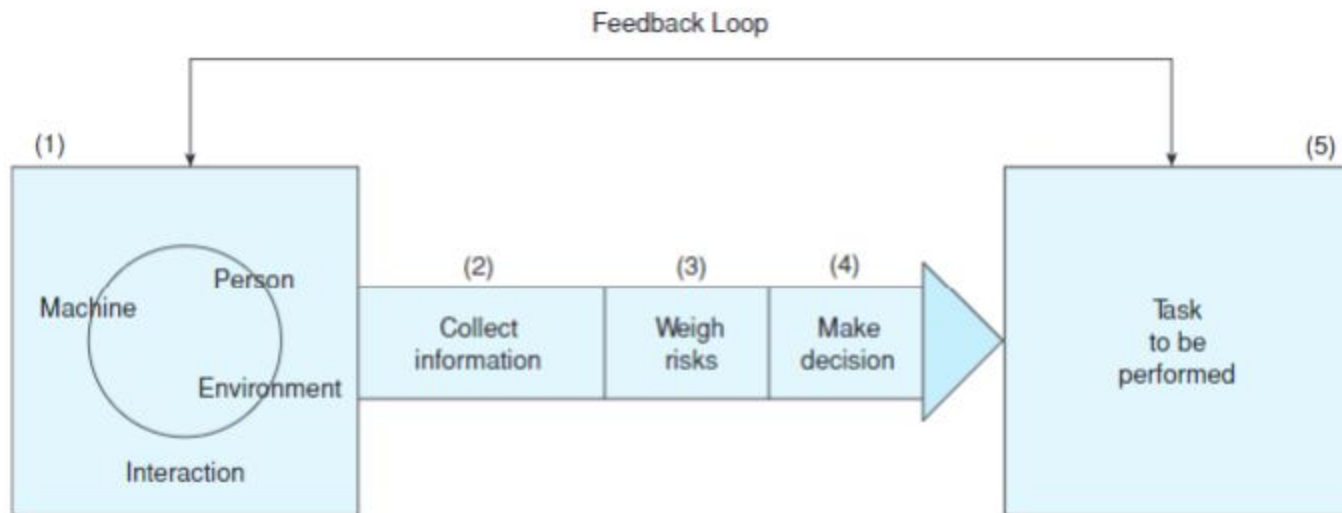 Feedback Loop
(1)
(5)
Person
Machine
Environment
Interaction
(2)
Collect
information
(3)
Weigh
risks
(4)
Make
decision
Task
to be
performed